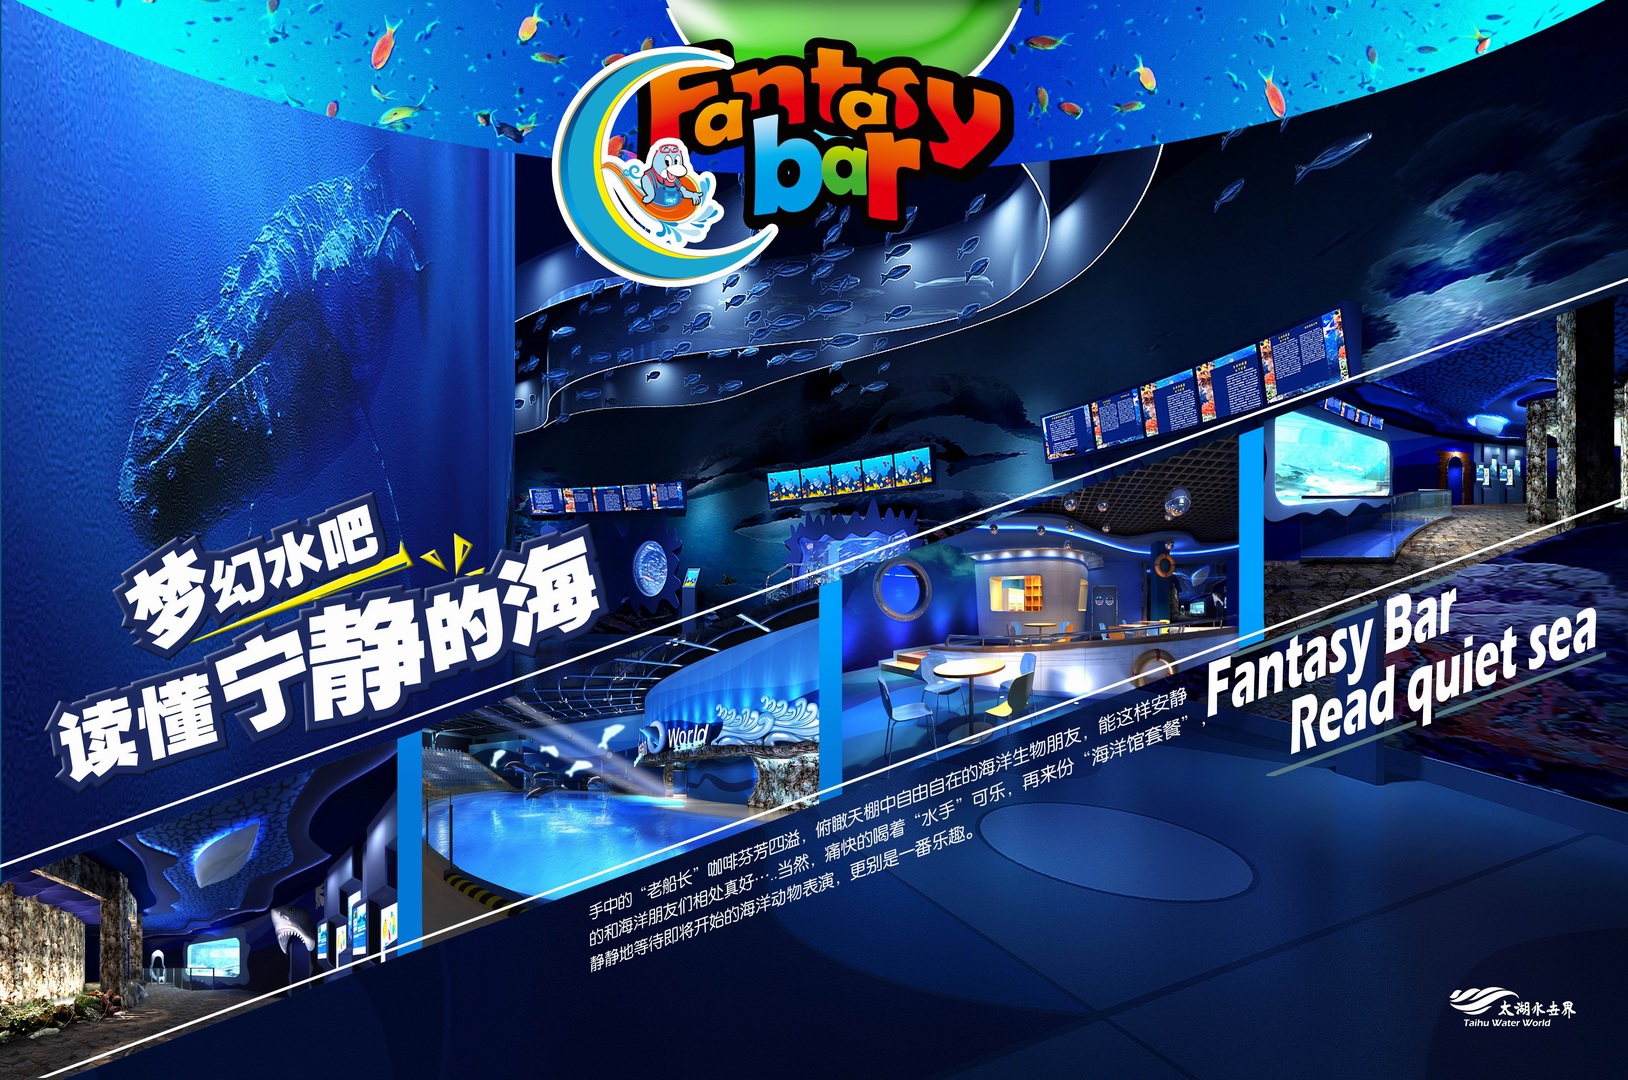 Fantasy
bar
梦幻水吧
读懂宁静的海
World
Fantasy Bar
Read quiet sea
手中的“老船长”咖啡芬芳四溢，俯瞰天棚中自由自在的海洋生物朋友，能这样安静
的和海洋朋友们相处真好…..当然，痛快的喝着“水手”可乐，再来份“海洋馆套餐”，
静静地等待即将开始的海洋动物表演，更别是一番乐趣。
太湖水世界
Taihu Water World